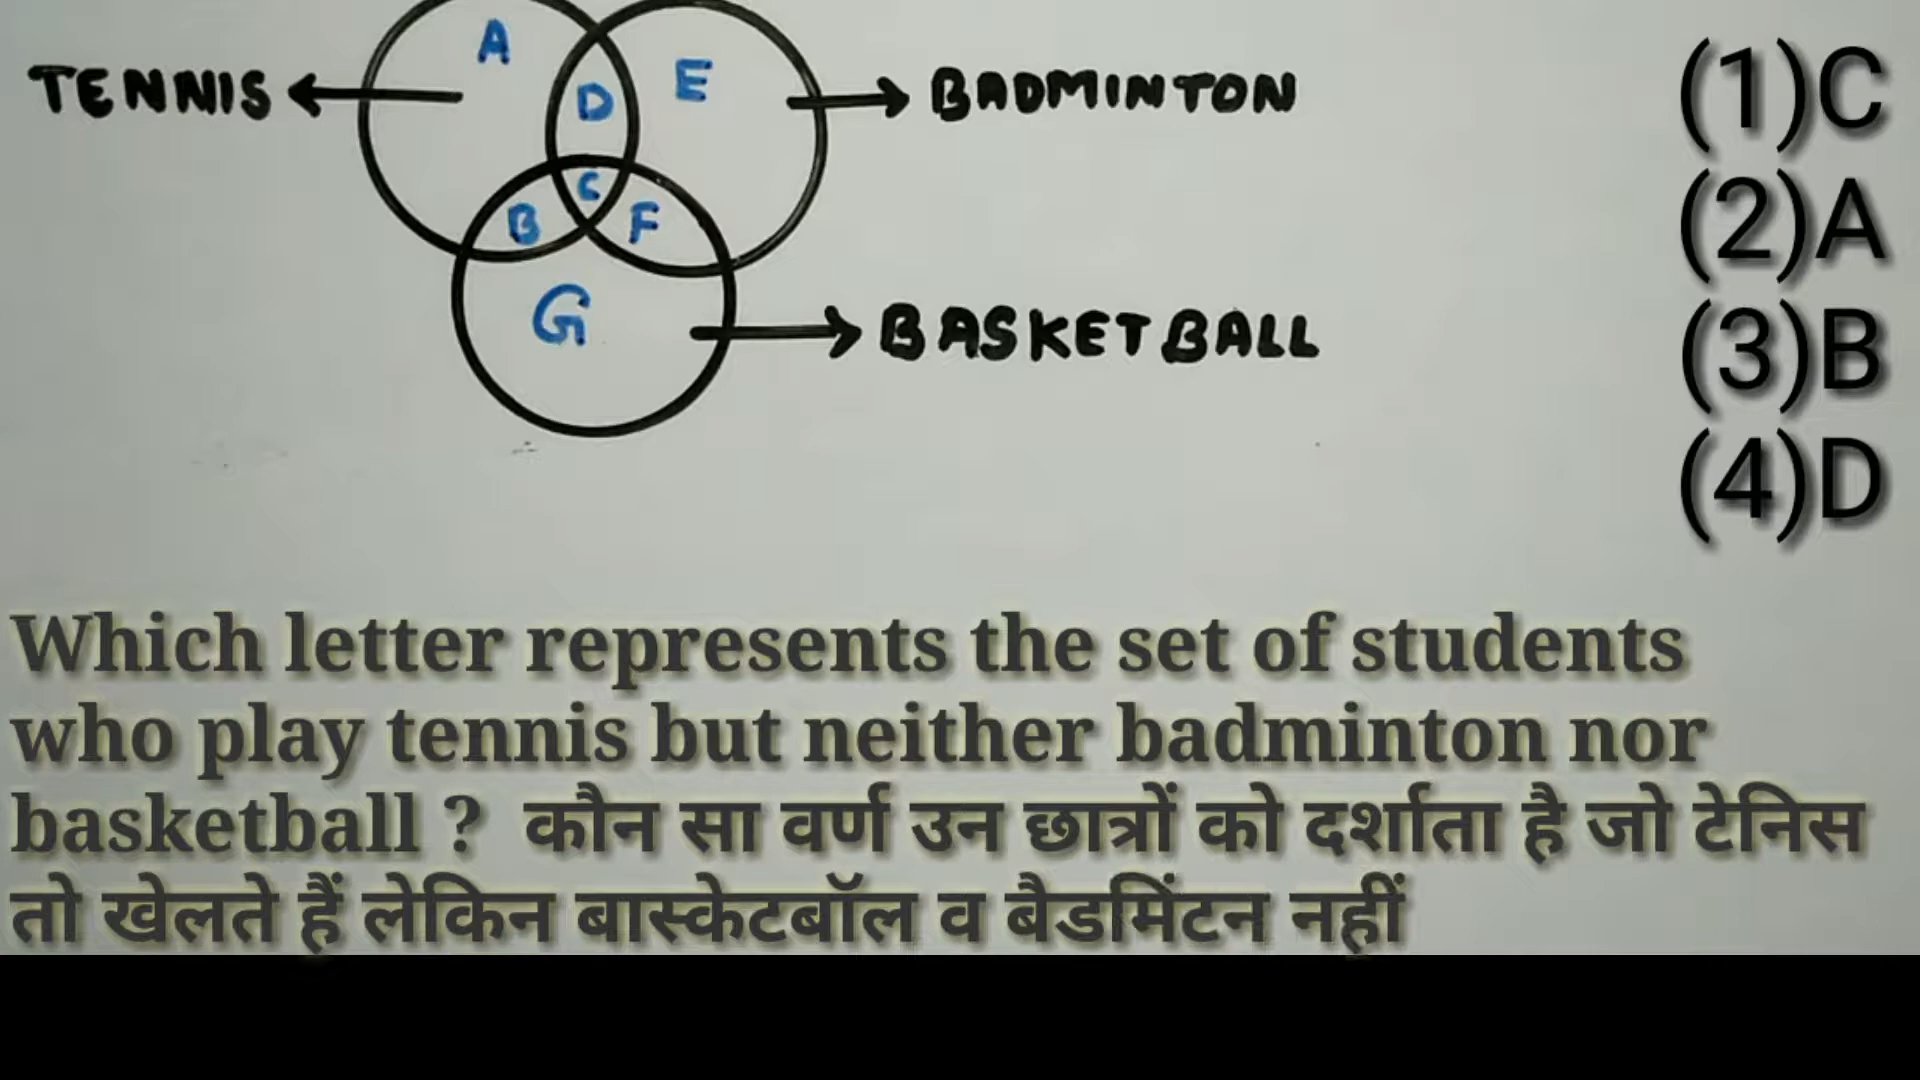 A
TENNIS
D
E
BADMINTON
C
B
F
G
BASKETBALL
(1)C
(2)A
(3)B
(4)D
Which letter represents the set of students
who play tennis but neither badminton nor
basketball ? कौन सा वर्ण उन छात्रों को दर्शाता है जो टेनिस
तो खेलते हैं लेकिन बास्केटबॉल व बैडमिंटन नहीं